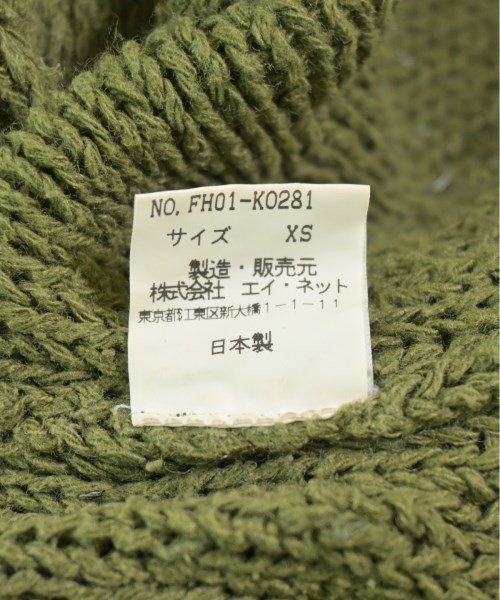 NO. FH01-K0281
サイズ XS
製造・販売元
株式会社 エイ・ネット
東京都江東区新大橋1-1-11
日本製